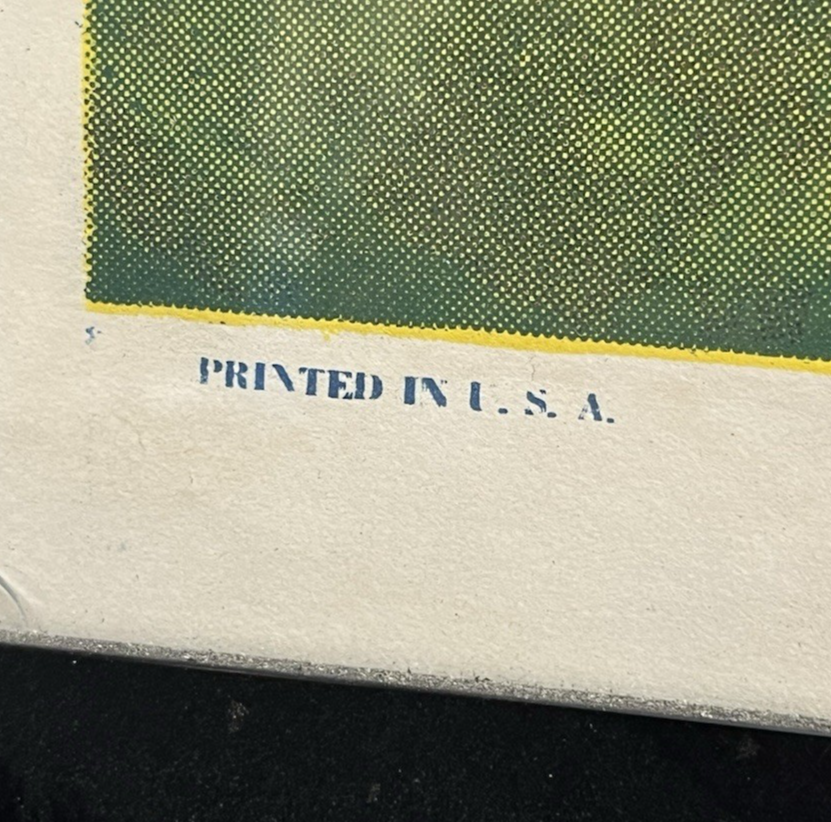 PRINTED IN U. S. A.